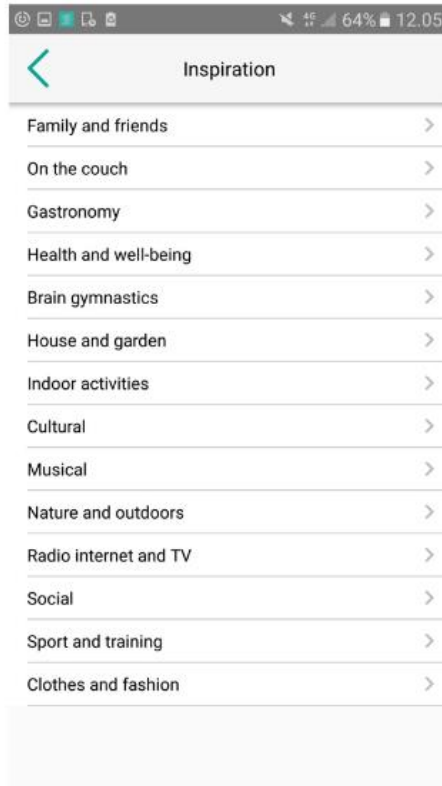 4G 64% 12.05
Inspiration
Family and friends
On the couch
Gastronomy
Health and well-being
Brain gymnastics
House and garden
Indoor activities
Cultural
Musical
Nature and outdoors
Radio internet and TV
Social
Sport and training
Clothes and fashion